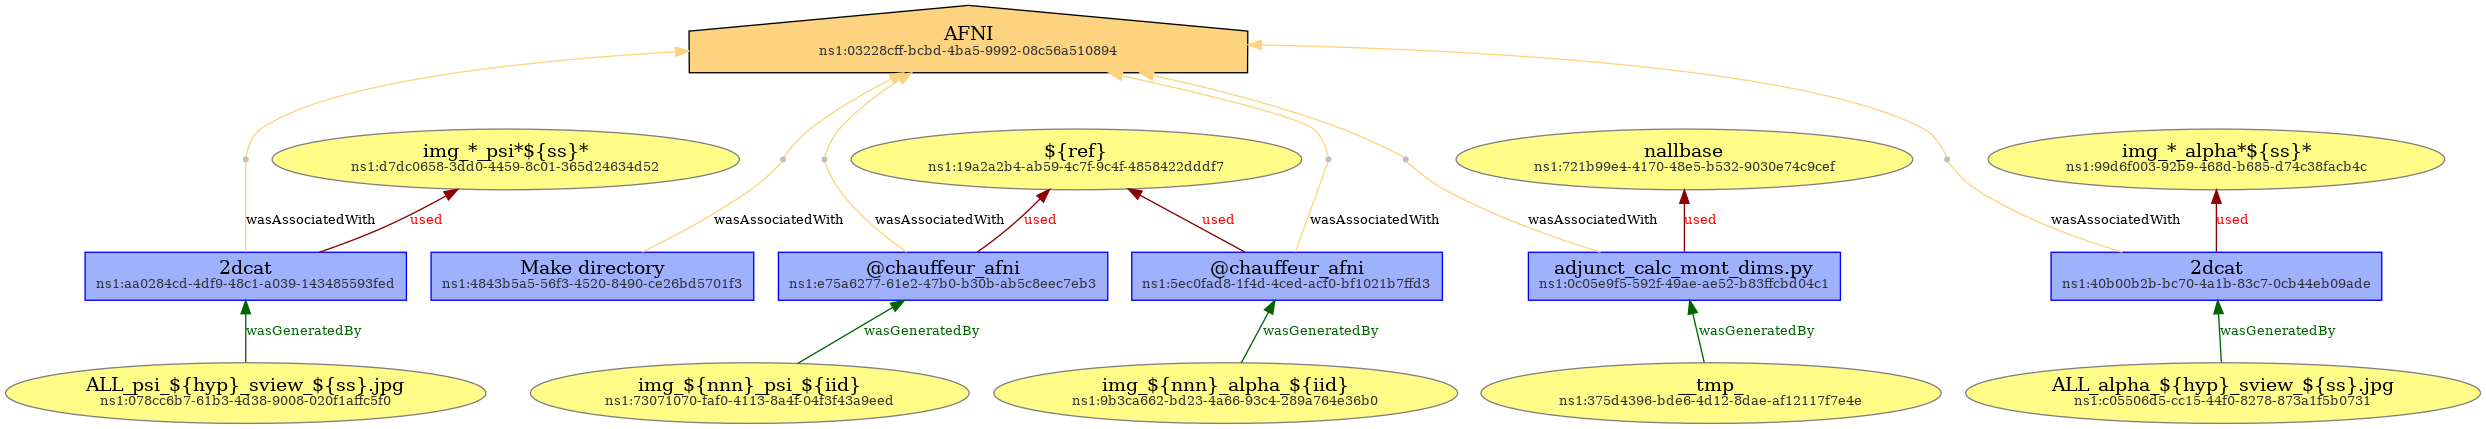 AFNI
ns1:03228cff-bcbd-4ba5-9992-08c56a510894
img_*_psi*${ss}*
ns1:d7dc0658-3dd0-4459-8c01-365d24634d52
${ref}
ns1:19a2a2b4-ab59-4c7f-9c4f-4858422dddf7
nallbase
ns1:721b99e4-4170-48e5-b532-9030e74c9cef
img_*_alpha*${ss}*
ns1:99d6f003-92b9-468d-b685-d74c38facb4c
wasAssociatedWith
used
wasAssociatedWith
wasAssociatedWith
used
used
wasAssociatedWith
wasAssociatedWith
used
wasAssociatedWith
used
2dcat
ns1:aa0284cd-4df9-48c1-a039-143485593fed
Make directory
ns1:4843b5a5-56f3-4520-8490-ce26bd5701f3
@chauffeur_afni
ns1:e75a6277-61e2-47b0-b30b-ab5c8eec7eb3
@chauffeur_afni
ns1:5ec0fad8-1f4d-4ced-acf0-bf1021b7ffd3
adjunct_calc_mont_dims.py
ns1:0c05e9f5-592f-49ae-ae52-b83ffcbd04c1
2dcat
ns1:40b00b2b-bc70-4a1b-83c7-0cb44eb09ade
wasGeneratedBy
wasGeneratedBy
wasGeneratedBy
wasGeneratedBy
wasGeneratedBy
ALL_psi_${hyp}_sview_${ss}.jpg
ns1:078cc6b7-61b3-4d38-9008-020f1affc5f0
img_${nnn}_psi_${iid}
ns1:73071070-faf0-4113-8a4f-04f3f43a9eed
img_${nnn}_alpha_${iid}
ns1:9b3ca662-bd23-4a66-93c4-289a764e36b0
__tmp_
ns1:375d4396-bde6-4d12-8dae-af12117f7e4e
ALL_alpha_${hyp}_sview_${ss}.jpg
ns1:c05506d5-cc15-44f0-8278-873a1f5b0731